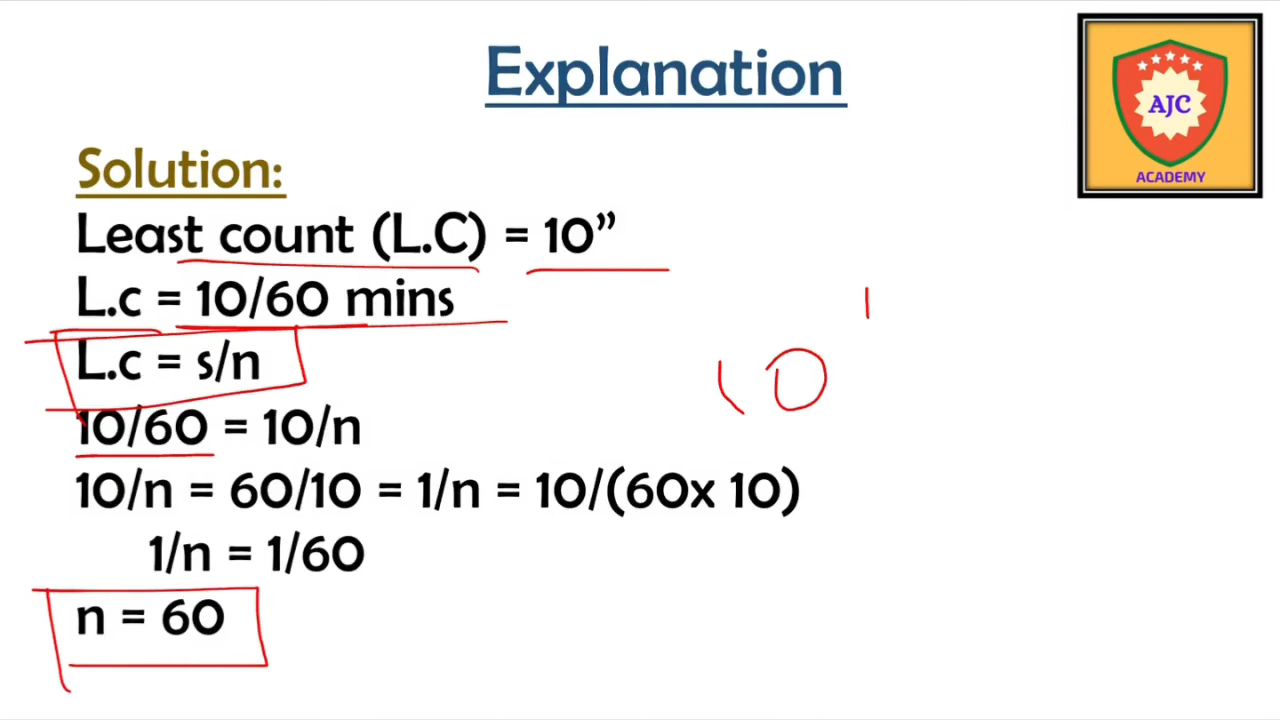 Explanation
AJC
ACADEMY
Solution:
Least count (L.C) = 10”
L.c = 10/60 mins
L.c = s/n
10/60 = 10/n
10/n = 60/10 = 1/n = 10/(60x 10)
1/n = 1/60
n = 60
10'